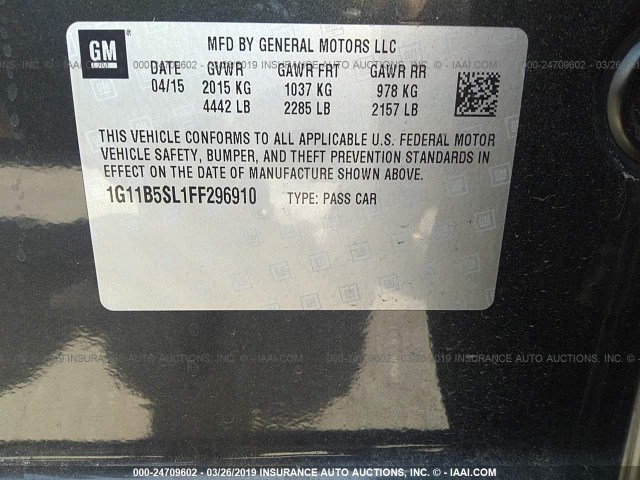 GM
MFD BY GENERAL MOTORS LLC
DATE GVWR GAWR FRT GAWR RR
04/15 2015 KG 1037 KG 978 KG
4442 LB 2285 LB 2157 LB
THIS VEHICLE CONFORMS TO ALL APPLICABLE U.S. FEDERAL MOTOR
VEHICLE SAFETY, BUMPER, AND THEFT PREVENTION STANDARDS IN
EFFECT ON THE DATE OF MANUFACTURE SHOWN ABOVE.
1G11B5SL1FF296910 TYPE: PASS CAR
000-24709602 - 03/26/2019 INSURANCE AUTO AUCTIONS, INC. - IAAI.COM